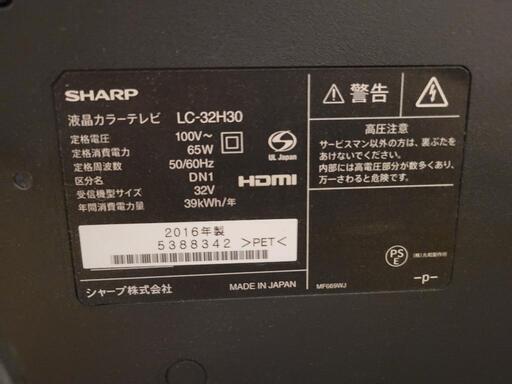 SHARP
液晶カラーテレビ LC-32H30
定格電圧 100V~
定格消費電力 65W
定格周波数 50/60Hz
区分名 DN1
受信機型サイズ 32V
年間消費電力量 39kWh/年
UL Japan
HDMI
2016年製
5388342 >PET<
シャープ株式会社 MADE IN JAPAN
警告
高圧注意
サービスマン以外の方は、裏ぶたを
あけないでください。
内部には高電圧部分が数多くあり、
万一さわると危険です。
PS
E
-p-
MF669WJ